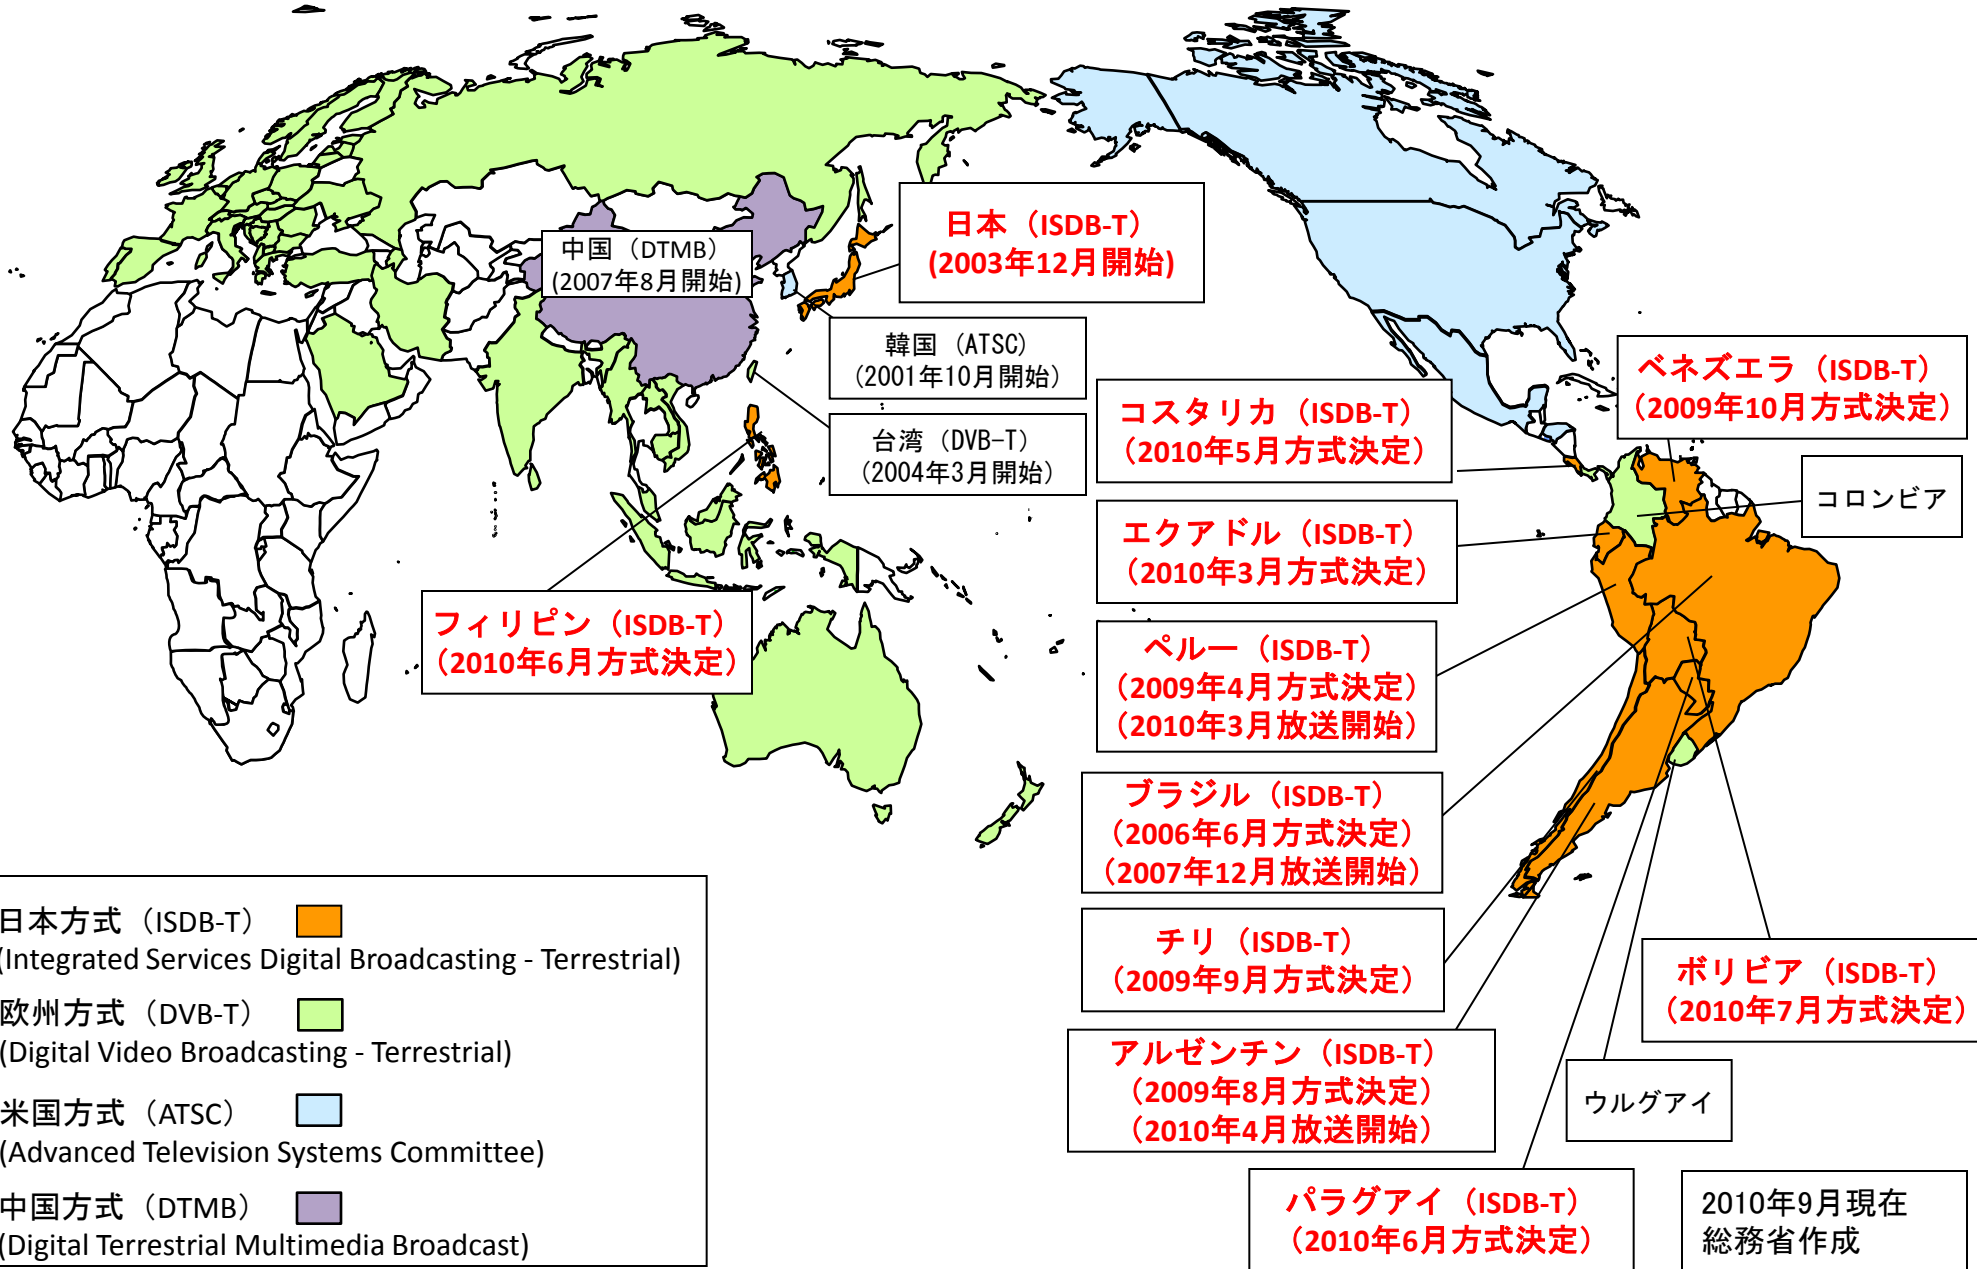 中国（DTMB）
(2007年8月開始)
日本（ISDB-T）
(2003年12月開始)
韓国（ATSC）
（2001年10月開始）
台湾（DVB-T）
（2004年3月開始）
フィリピン（ISDB-T）
（2010年6月方式決定）
コスタリカ（ISDB-T）
（2010年5月方式決定）
ベネズエラ（ISDB-T）
（2009年10月方式決定）
コロンビア
エクアドル（ISDB-T）
（2010年3月方式決定）
ペルー（ISDB-T）
（2009年4月方式決定）
（2010年3月放送開始）
ブラジル（ISDB-T）
（2006年6月方式決定）
（2007年12月放送開始）
チリ（ISDB-T）
（2009年9月方式決定）
ボリビア（ISDB-T）
（2010年7月方式決定）
アルゼンチン（ISDB-T）
（2009年8月方式決定）
（2010年4月放送開始）
ウルグアイ
パラグアイ（ISDB-T）
（2010年6月方式決定）
2010年9月現在
総務省作成
日本方式（ISDB-T）
(Integrated Services Digital Broadcasting - Terrestrial)
欧州方式（DVB-T）
(Digital Video Broadcasting - Terrestrial)
米国方式（ATSC）
(Advanced Television Systems Committee)
中国方式（DTMB）
(Digital Terrestrial Multimedia Broadcast)